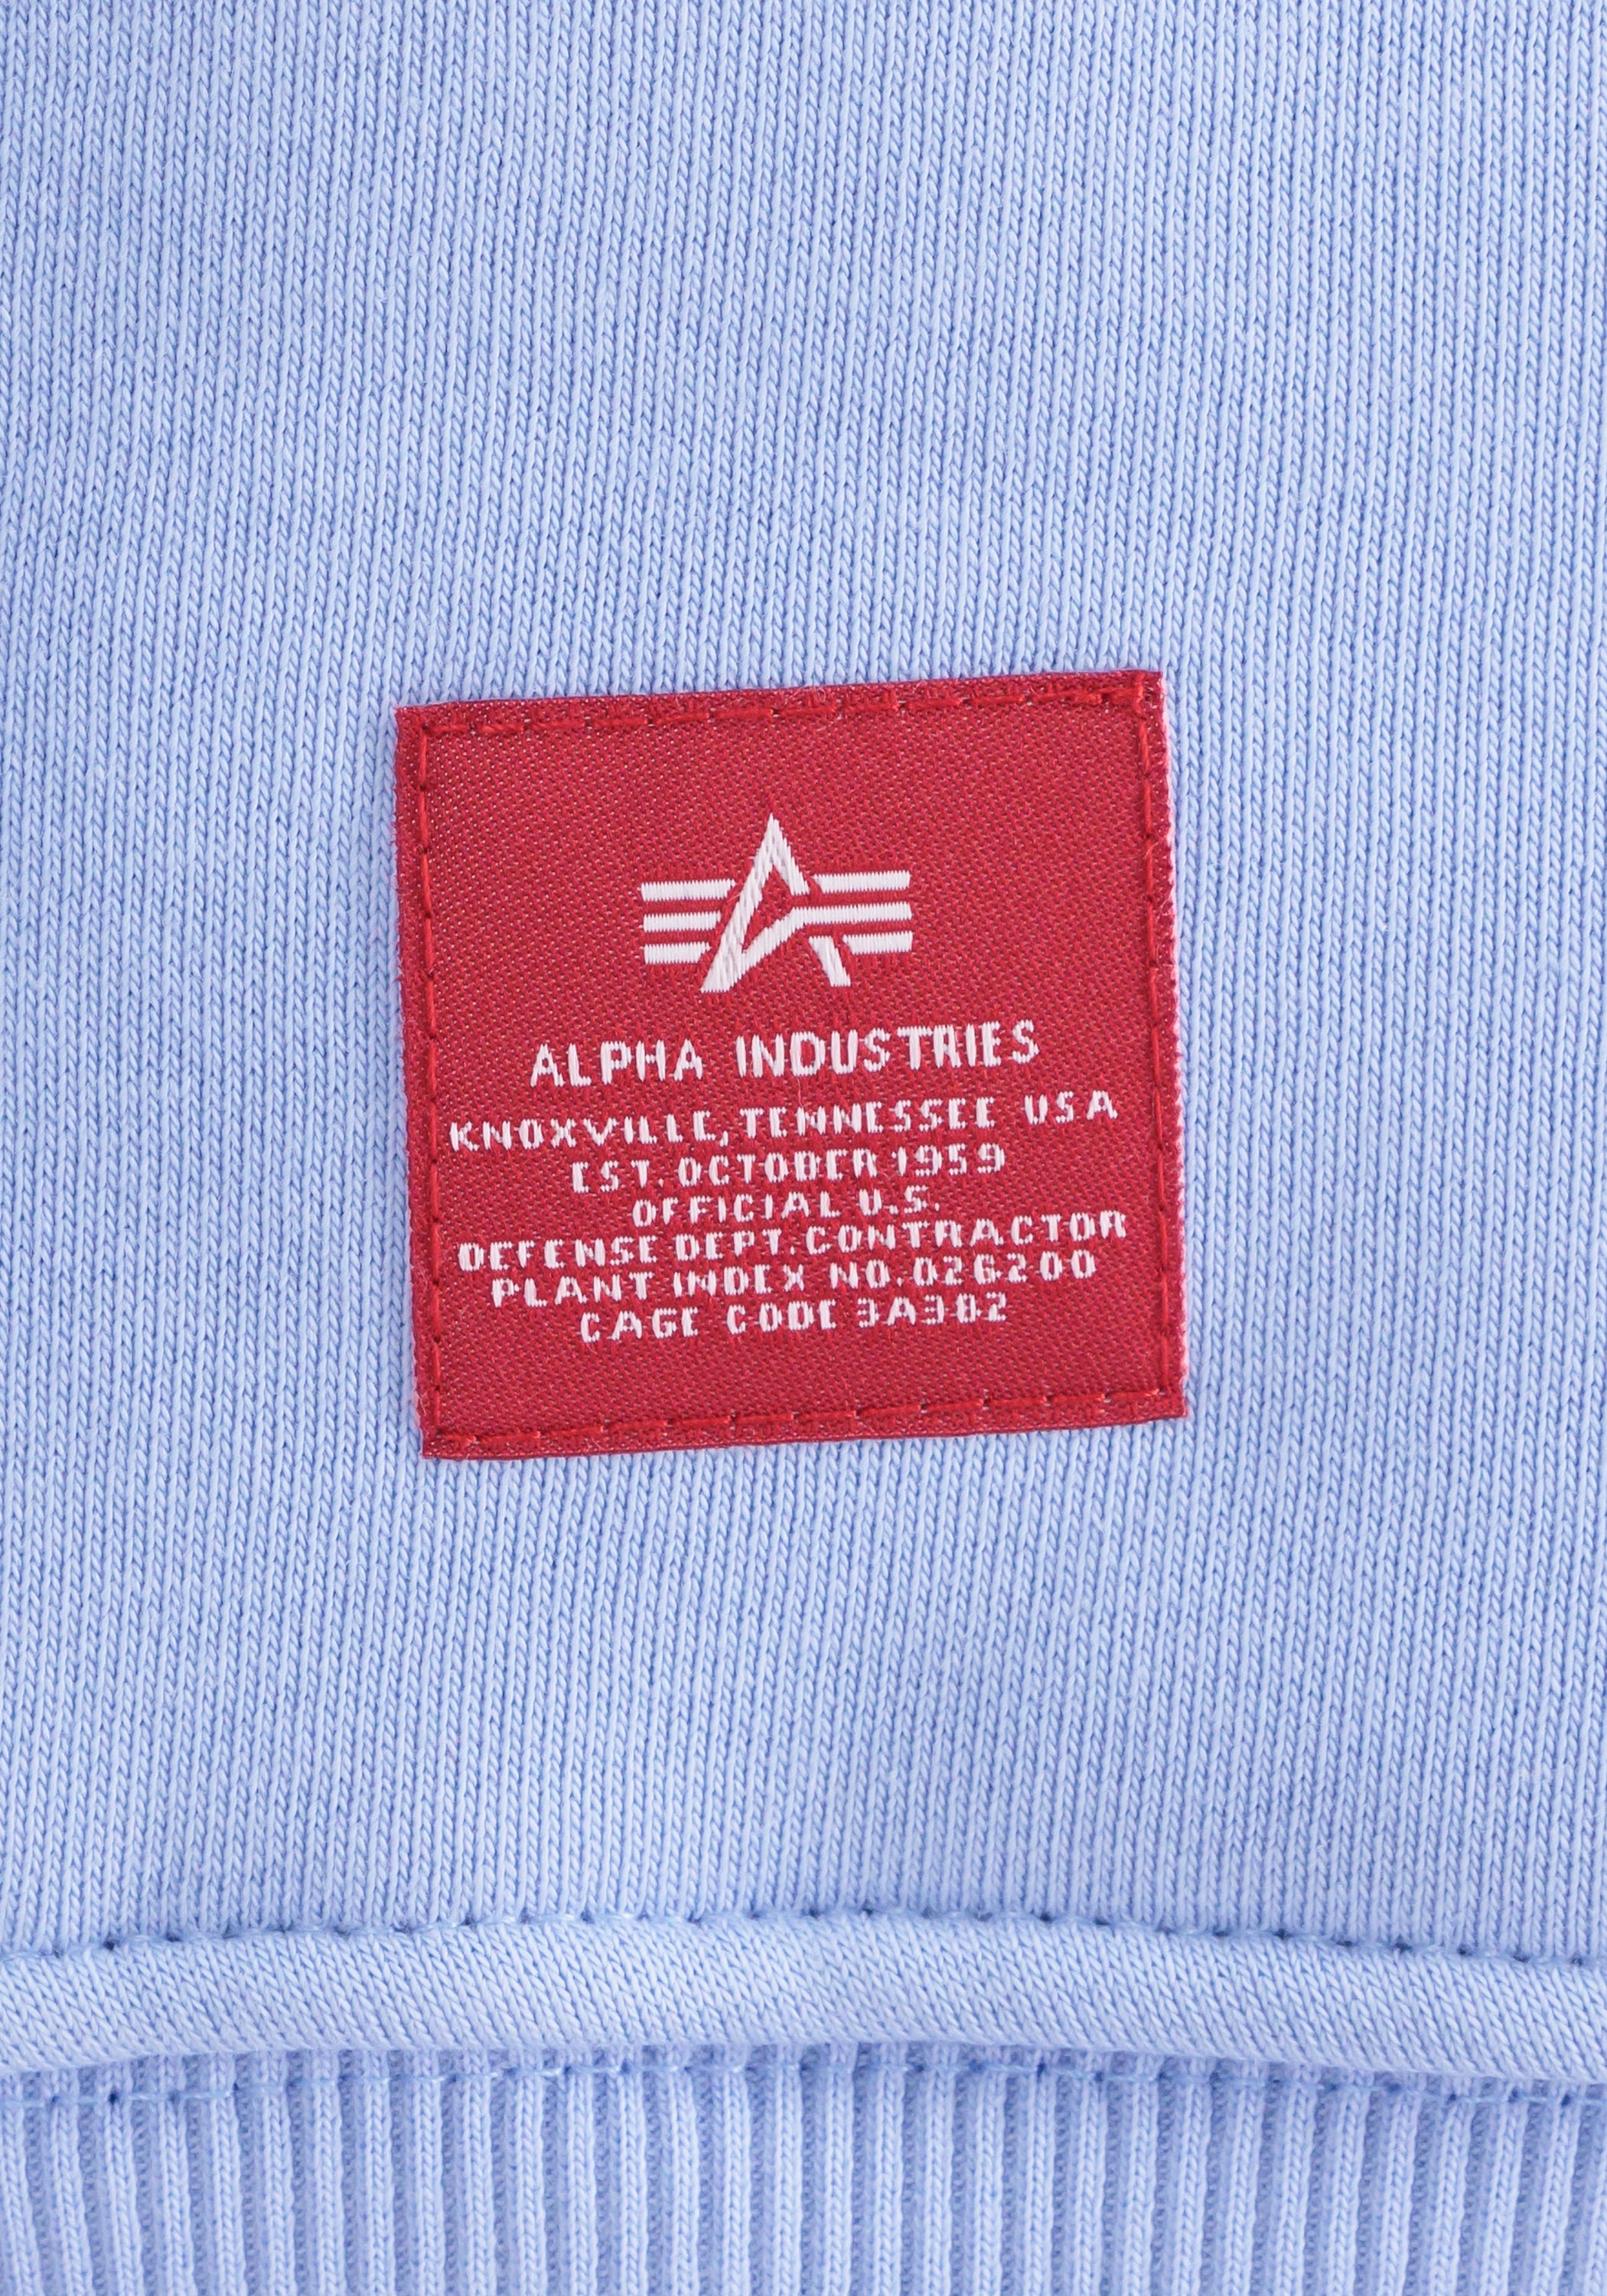 ALPHA INDUSTRIES
KNOXVILLE, TENNESSEE USA
EST. OCTOBER 1959
OFFICIAL U.S.
DEFENSE DEPT. CONTRACTOR
PLANT INDEX NO. 026200
CAGE CODE 3A382